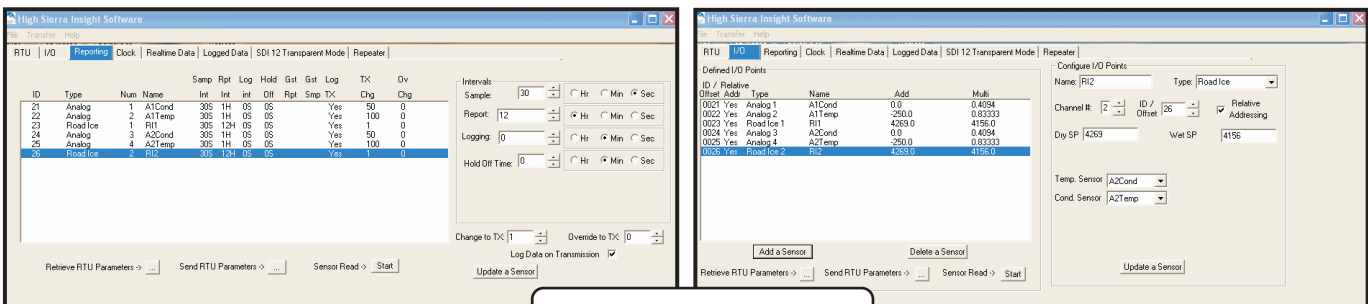 High Sierra Insight Software
File Transfer Help
RTU I/O Reporting Clock Realtime Data Logged Data SDI 12 Transparent Mode Repeater
Samp Rpt Log Hold Gst Gst Log TX Ov
ID Type Num Name Int Int int Off Rpt Smp TX Chg Chg
21 Analog 1 A1Cond 30S 1H 0S 0S Yes 50 0
22 Analog 2 A1Temp 30S 1H 0S 0S Yes 100 0
23 Road Ice 1 RI1 30S 12H 0S 0S Yes 1 0
24 Analog 3 A2Cond 30S 1H 0S 0S Yes 50 0
25 Analog 4 A2Temp 30S 1H 0S 0S Yes 100 0
26 Road Ice 2 RI2 30S 12H 0S 0S Yes 1 0
Intervals
Sample: 30 Hr Min Sec
Report: 12 Hr Min Sec
Logging: 0 Hr Min Sec
Hold Off Time: 0 Hr Min Sec
Change to TX: 1 Override to TX: 0
Log Data on Transmission
Retrieve RTU Parameters -> ... Send RTU Parameters -> ... Sensor Read -> Start
Update a Sensor
High Sierra Insight Software
File Transfer Help
RTU I/O Reporting Clock Realtime Data Logged Data SDI 12 Transparent Mode Repeater
Defined I/O Points
ID / Relative
Offset Addr Type Name Add Multi
0021 Yes Analog 1 A1Cond 0.0 0.4094
0022 Yes Analog 2 A1Temp -250.0 0.83333
0023 Yes Road Ice 1 RI1 4269.0 4156.0
0024 Yes Analog 3 A2Cond 0.0 0.4094
0025 Yes Analog 4 A2Temp -250.0 0.83333
0026 Yes Road Ice 2 RI2 4269.0 4156.0
Add a Sensor Delete a Sensor
Retrieve RTU Parameters -> ... Send RTU Parameters -> ... Sensor Read -> Start
Configure I/O Points
Name: RI2 Type: Road Ice
Channel #: 2 ID / Offset 26 Relative Addressing
Dry SP 4269 Wet SP 4156
Temp. Sensor A2Cond
Cond. Sensor A2Temp
Update a Sensor